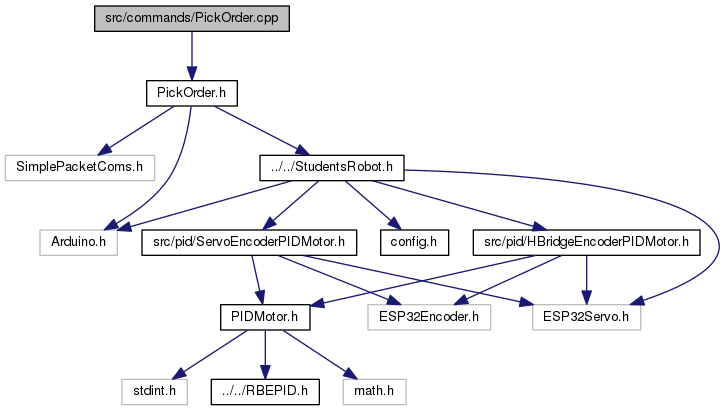 src/commands/PickOrder.cpp
PickOrder.h
SimplePacketComs.h
../../StudentsRobot.h
Arduino.h
src/pid/ServoEncoderPIDMotor.h
config.h
src/pid/HBridgeEncoderPIDMotor.h
PIDMotor.h
ESP32Encoder.h
ESP32Servo.h
stdint.h
../../RBEPID.h
math.h